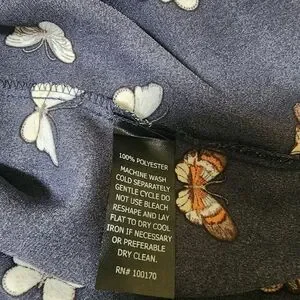 100% POLYESTER
MACHINE WASH
COLD SEPARATELY
GENTLE CYCLE DO
NOT USE BLEACH
RESHAPE AND LAY
FLAT TO DRY COOL
IRON IF NECESSARY
OR PREFERABLE
DRY CLEAN.
RN# 100170